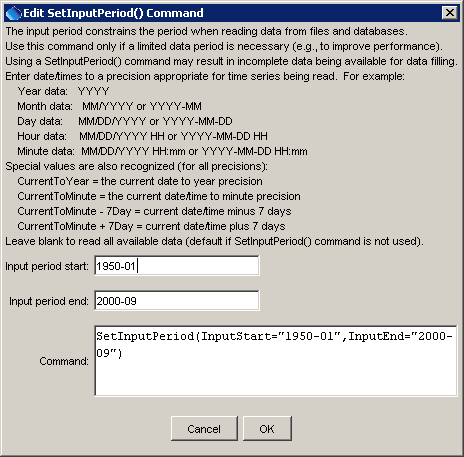 Edit SetInputPeriod() Command
The input period constrains the period when reading data from files and databases.
Use this command only if a limited data period is necessary (e.g., to improve performance).
Using a SetInputPeriod() command may result in incomplete data being available for data filling.
Enter date/times to a precision appropriate for time series being read.  For example:
Year data:   YYYY
Month data:   MM/YYYY or YYYY-MM
Day data:   MM/DD/YYYY or YYYY-MM-DD
Hour data:   MM/DD/YYYY HH or YYYY-MM-DD HH
Minute data:  MM/DD/YYYY HH:mm or YYYY-MM-DD HH:mm
Special values are also recognized (for all precisions):
CurrentToYear = the current date to year precision
CurrentToMinute = the current date/time to minute precision
CurrentToMinute - 7Day = current date/time minus 7 days
CurrentToMinute + 7Day = current date/time plus 7 days
Leave blank to read all available data (default if SetInputPeriod() command is not used).
Input period start: 1950-01
Input period end: 2000-09
Command: SetInputPeriod(InputStart="1950-01",InputEnd="2000-
09")
Cancel OK